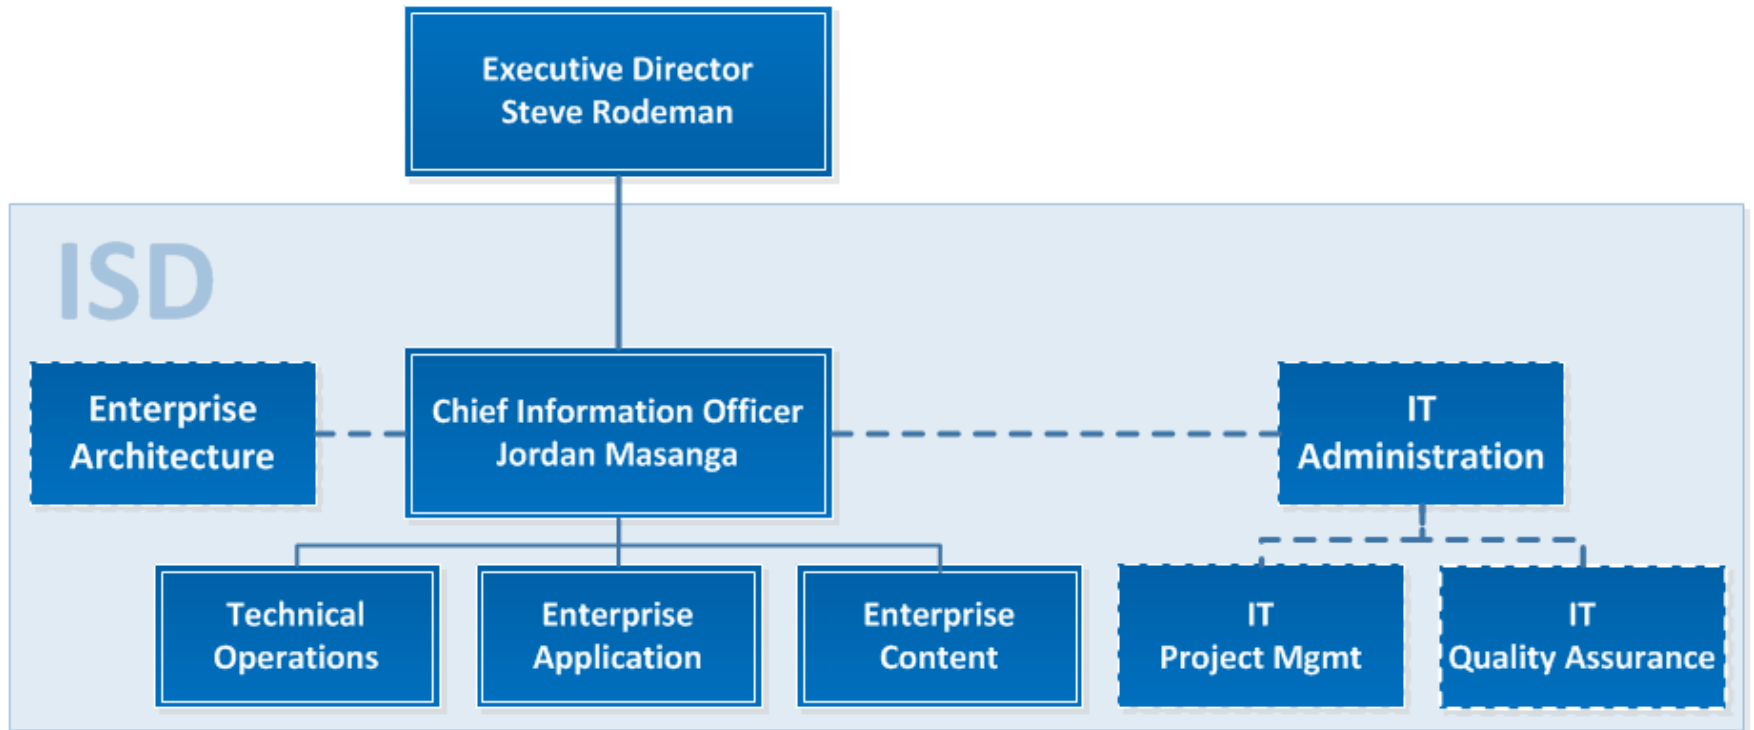 Executive Director
Steve Rodeman
ISD
Enterprise
Architecture
Chief Information Officer
Jordan Masanga
IT
Administration
Technical
Operations
Enterprise
Application
Enterprise
Content
IT
Project Mgmt
IT
Quality Assurance